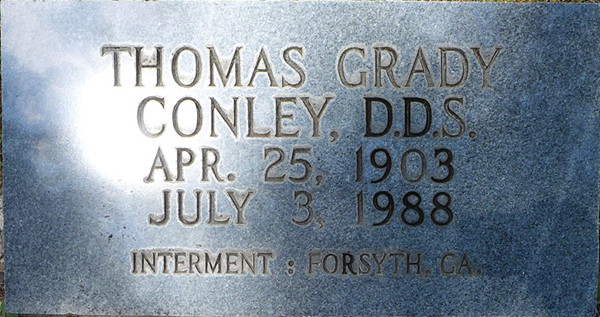 THOMAS GRADY
CONLEY, D.D.S.
APR. 25, 1903
JULY 3, 1988
INTERMENT : FORSYTH, GA.